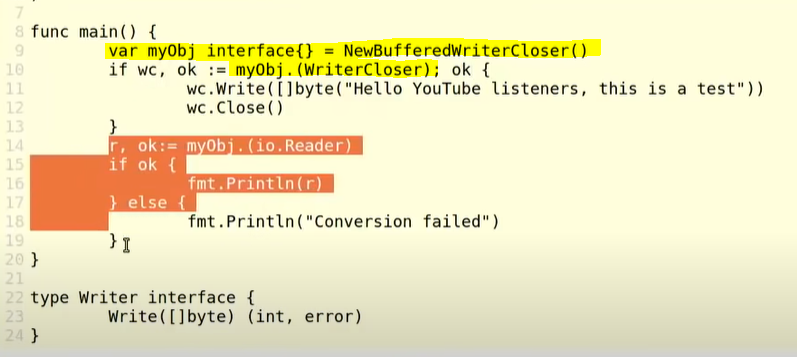 7
8 func main() {
9 var myObj interface{} = NewBufferedWriterCloser()
10 if wc, ok := myObj.(WriterCloser); ok {
11 wc.Write([]byte("Hello YouTube listeners, this is a test"))
12 wc.Close()
13 }
14 r, ok:= myObj.(io.Reader)
15 if ok {
16 fmt.Println(r)
17 } else {
18 fmt.Println("Conversion failed")
19 }
20 }
21
22 type Writer interface {
23 Write([]byte) (int, error)
24 }